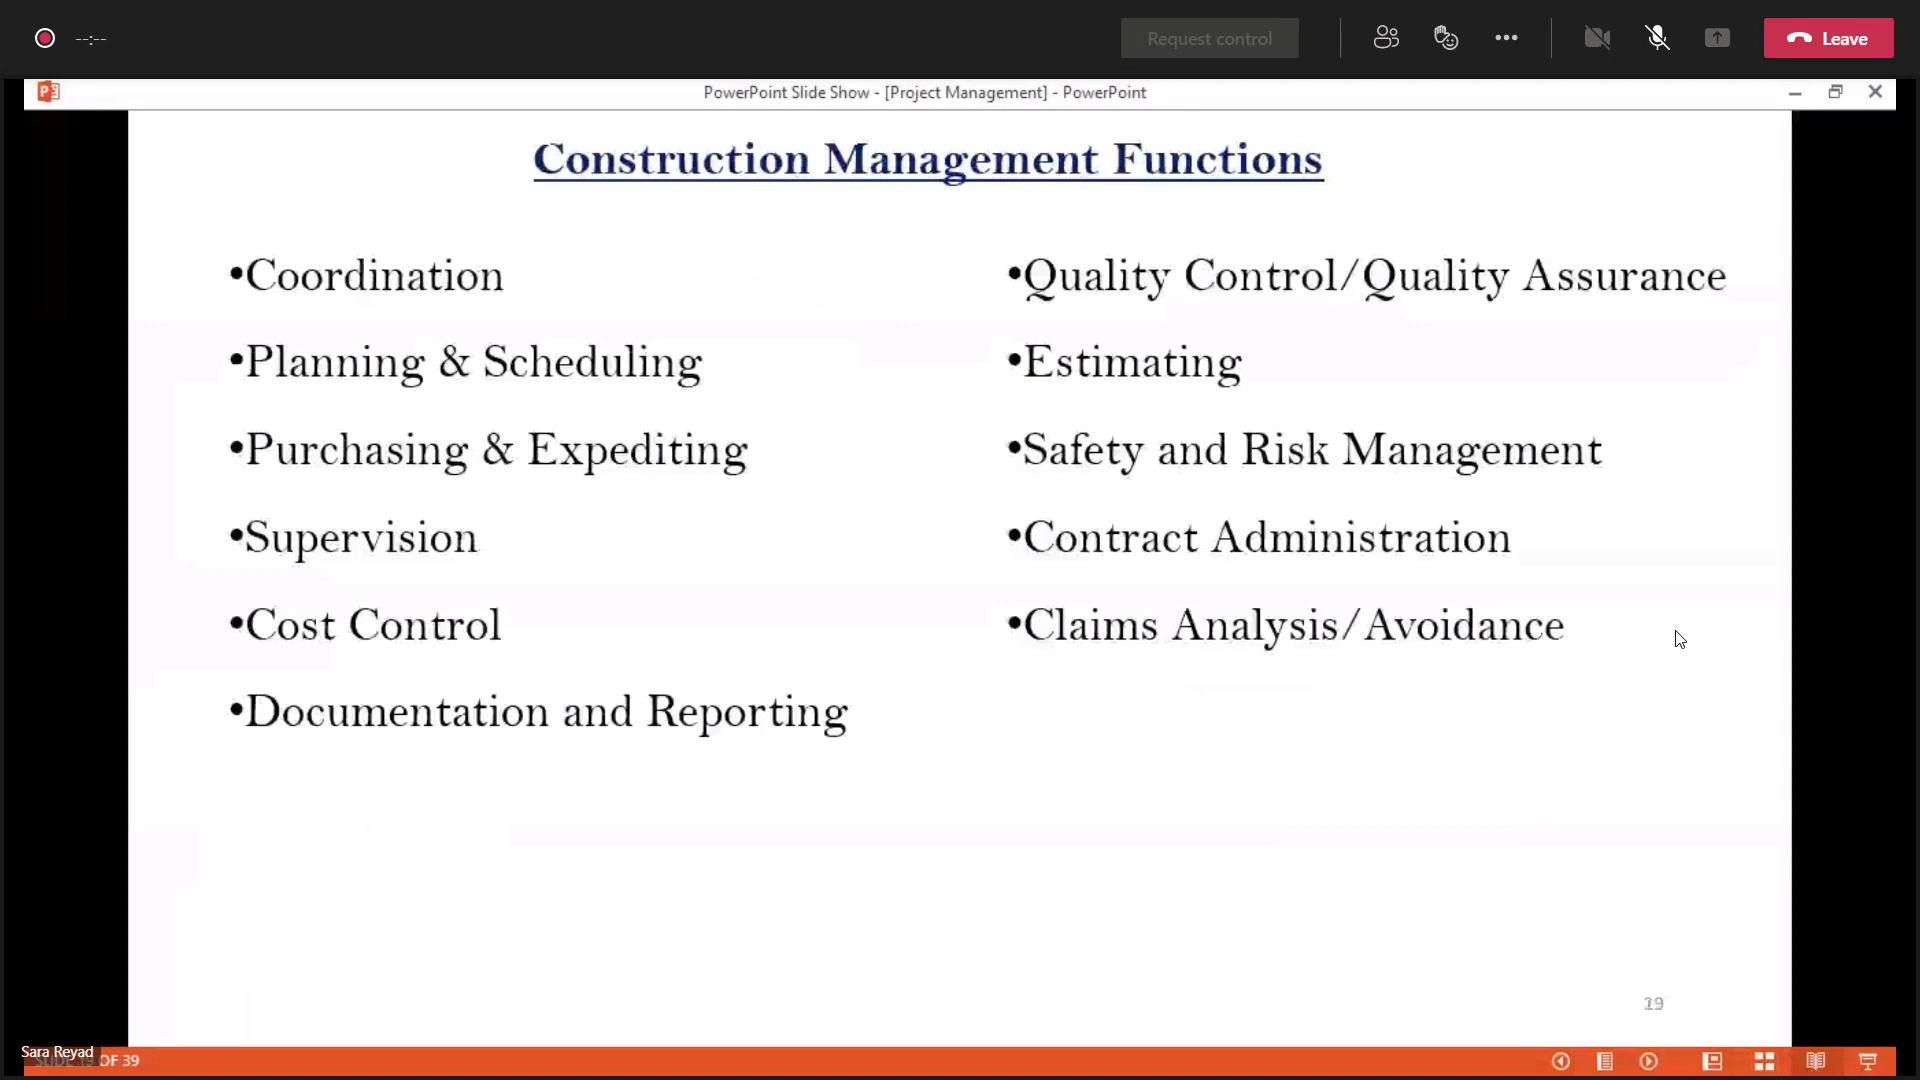 --:--
Request control
Leave
PowerPoint Slide Show - [Project Management] - PowerPoint
Construction Management Functions
•Coordination
•Planning & Scheduling
•Purchasing & Expediting
•Supervision
•Cost Control
•Documentation and Reporting
•Quality Control/Quality Assurance
•Estimating
•Safety and Risk Management
•Contract Administration
•Claims Analysis/Avoidance
Sara Reyad
OF 39